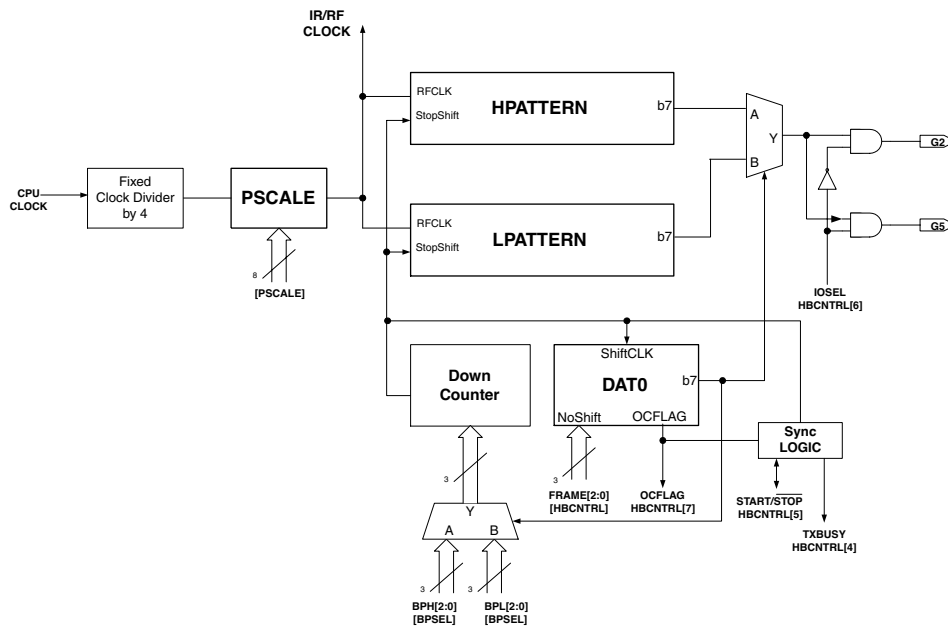 IR/RF
CLOCK
RFCLK
HPATTERN
b7
StopShift
A
Y
B
G2
CPU
CLOCK
Fixed
Clock Divider
by 4
PSCALE
8
[PSCALE]
RFCLK
LPATTERN
b7
StopShift
G5
IOSEL
HBCNTRL[6]
Down
Counter
ShiftCLK
DAT0
b7
NoShift
OCFLAG
Sync
LOGIC
3
3
FRAME[2:0]
[HBCNTRL]
OCFLAG
HBCNTRL[7]
START/STOP
HBCNTRL[5]
TXBUSY
HBCNTRL[4]
Y
A
B
3
3
BPH[2:0]
[BPSEL]
BPL[2:0]
[BPSEL]